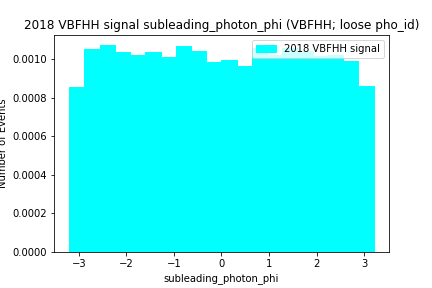 2018 VBFHH signal subleading_photon_phi (VBFHH; loose pho_id)
2018 VBFHH signal
0.0010
0.0008
0.0006
0.0004
0.0002
0.0000
Number of Events
−3 −2 −1 0 1 2 3
subleading_photon_phi